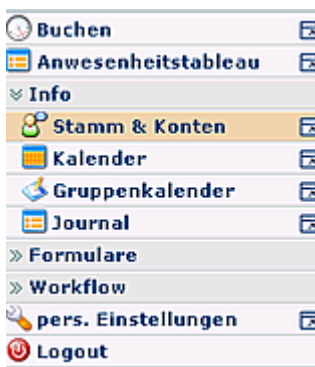 Buchen
Anwesenheitstableau
Info
Stamm & Konten
Kalender
Gruppenkalender
Journal
Formulare
Workflow
pers. Einstellungen
Logout